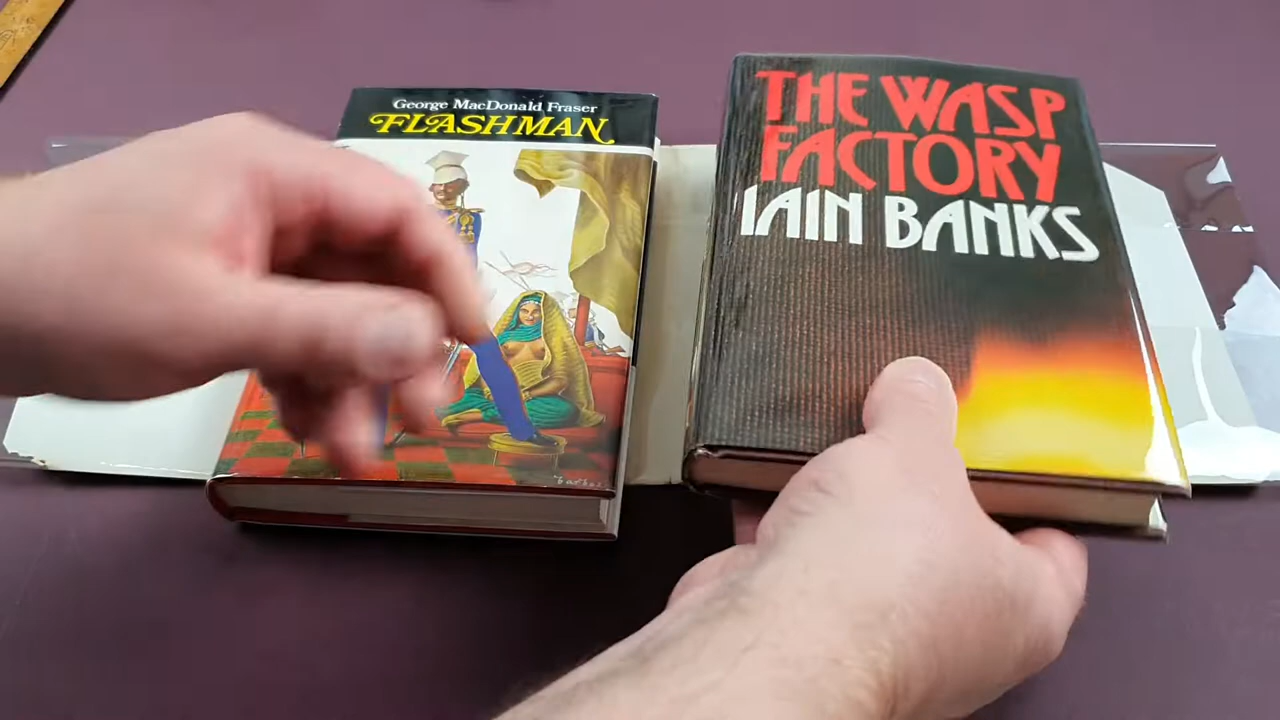 George MacDonald Fraser
FLASHMAN
THE WASP
FACTORY
IAIN BANKS